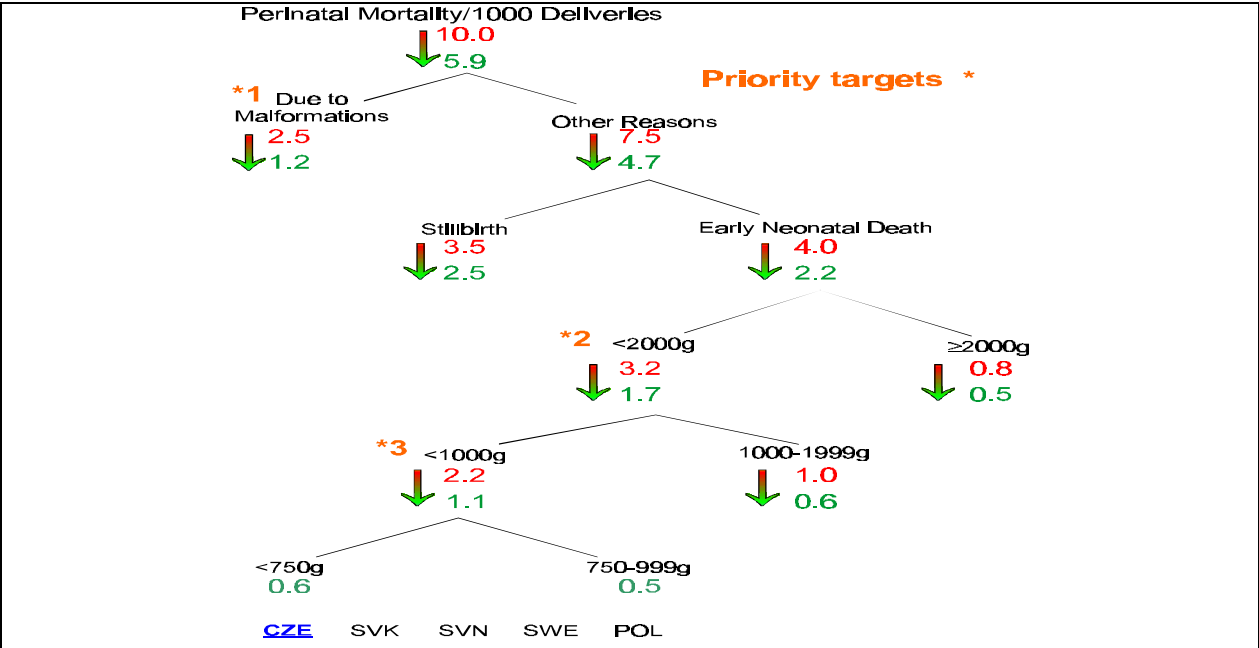 Perinatal Mortality/1000 Deliveries
10.0
5.9
Priority targets *
*1 Due to
Malformations
2.5
1.2
Other Reasons
7.5
4.7
Stillbirth
3.5
2.5
Early Neonatal Death
4.0
2.2
*2 <2000g
3.2
1.7
≥2000g
0.8
0.5
*3 <1000g
2.2
1.1
1000-1999g
1.0
0.6
<750g
0.6
750-999g
0.5
CZE SVK SVN SWE POL